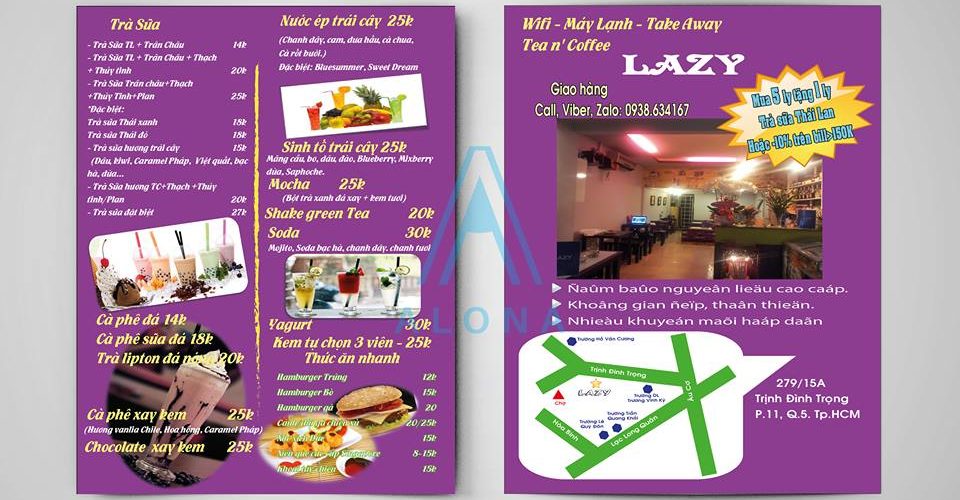 Trà Sữa
- Trà Sữa TL + Trân Châu 14k
- Trà Sữa TL + Trân Châu + Thạch
+ Thủy tinh 20k
- Trà Sữa Trân châu+Thạch
+Thủy Tinh+Plan 25k
*Đặc biệt:
Trà sữa Thái xanh 18k
Trà sữa Thái đỏ 18k
- Trà sữa hương trái cây 18k
(Dâu, kiwi, Caramel Pháp, Việt quất, bạc
hà, dừa...
- Trà Sữa hương TC+Thạch +Thủy
tinh/Plan 20k
- Trà sữa đặt biệt 27k
Cà phê đá 14k
Cà phê sữa đá 18k
Trà lipton đá nóng 20k
Cà phê xay kem 25k
(Hương vanlia Chile, Hoa hồng, Caramel Pháp)
Chocolate xay kem 25k
Nước ép trái cây 25k
(Chanh dây, cam, dưa hấu, cà chua,
Cà rốt bưởi.)
Đặc biệt: Bluesummer, Sweet Dream
Sinh tố trái cây 25k
Mãng cầu, bơ, dâu, đào, Blueberry, Mixberry
dừa, Saphoche.
Mocha 25k
(Bột trà xanh đá xay + kem tươi)
Shake green Tea 20k
Soda 30k
Mojito, Soda bạc hà, chanh dây, chanh tươi
Yagurt 30k
Kem tự chọn 3 viên - 25k
Thức ăn nhanh
Hamburger Trứng 12k
Hamburger Bò 15k
Hamburger gà 20
20/25k
15k
8-15k
15k
Wifi - Máy Lạnh - Take Away
Tea n' Coffee
LAZY
Giao hàng
Call, Viber, Zalo: 0938.634167
Mua 5 ly tặng 1 ly
Trà sữa Thái Lan
Hoặc -10% trên bill>150K
Ñaûm baûo nguyeân lieäu cao caáp.
Khoâng gian ñeïp, thaân thieän.
Nhieàu khuyeán maõi haáp daãn
Trường Hồ Văn Cường
Trịnh Đình Trọng
Âu Cơ
LAZY
Chợ
Trường DL
Trương Vĩnh Ký
Trường Trần
Quang Khải
Trường Lê
Quý Đôn
Hòa Bình
Lạc Long Quân
279/15A
Trịnh Đình Trọng
P.11, Q.5. Tp.HCM
ALONA